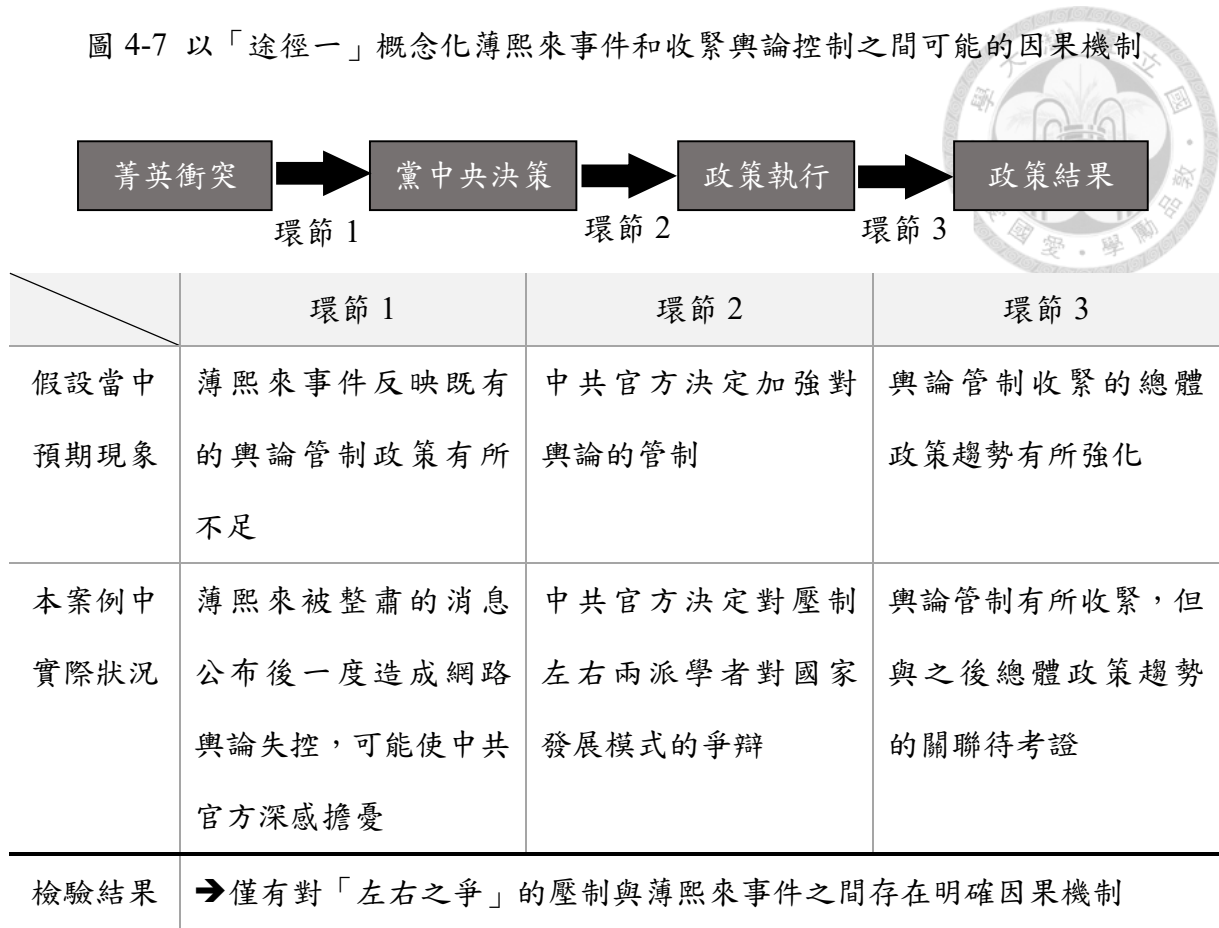 圖 4-7 以「途徑一」概念化薄熙來事件和收緊輿論控制之間可能的因果機制
菁英衝突 黨中央決策 政策執行 政策結果
環節 1 環節 2 環節 3
環節 1 環節 2 環節 3
假設當中 薄熙來事件反映既有 中共官方決定加強對 輿論管制收緊的總體
預期現象 的輿論管制政策有所 輿論的管制 政策趨勢有所強化
不足
本案例中 薄熙來被整肅的消息 中共官方決定對壓制 輿論管制有所收緊，但
實際狀況 公布後一度造成網路 左右兩派學者對國家 與之後總體政策趨勢
輿論失控，可能使中共 發展模式的爭辯 的關聯待考證
官方深感擔憂
檢驗結果 ➔僅有對「左右之爭」的壓制與薄熙來事件之間存在明確因果機制